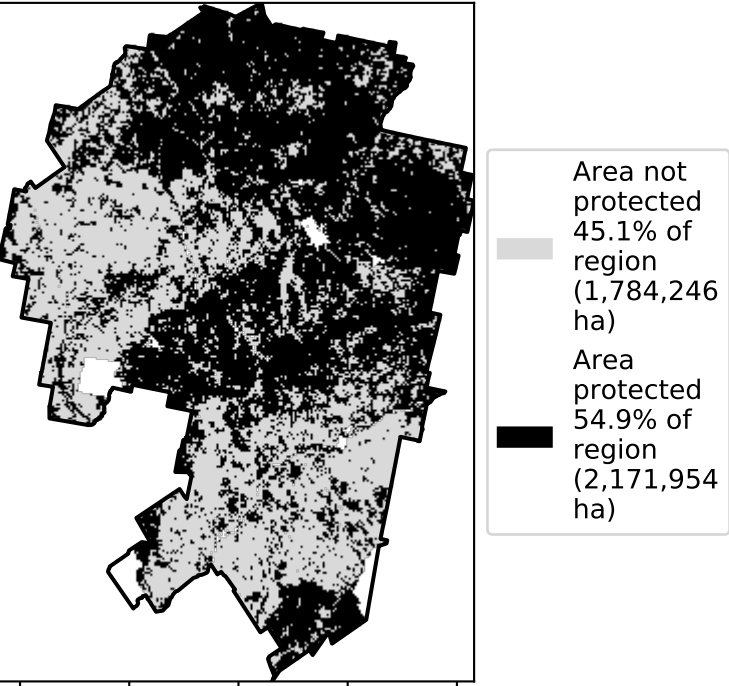 Area not
protected
45.1% of
region
(1,784,246
ha)
Area
protected
54.9% of
region
(2,171,954
ha)